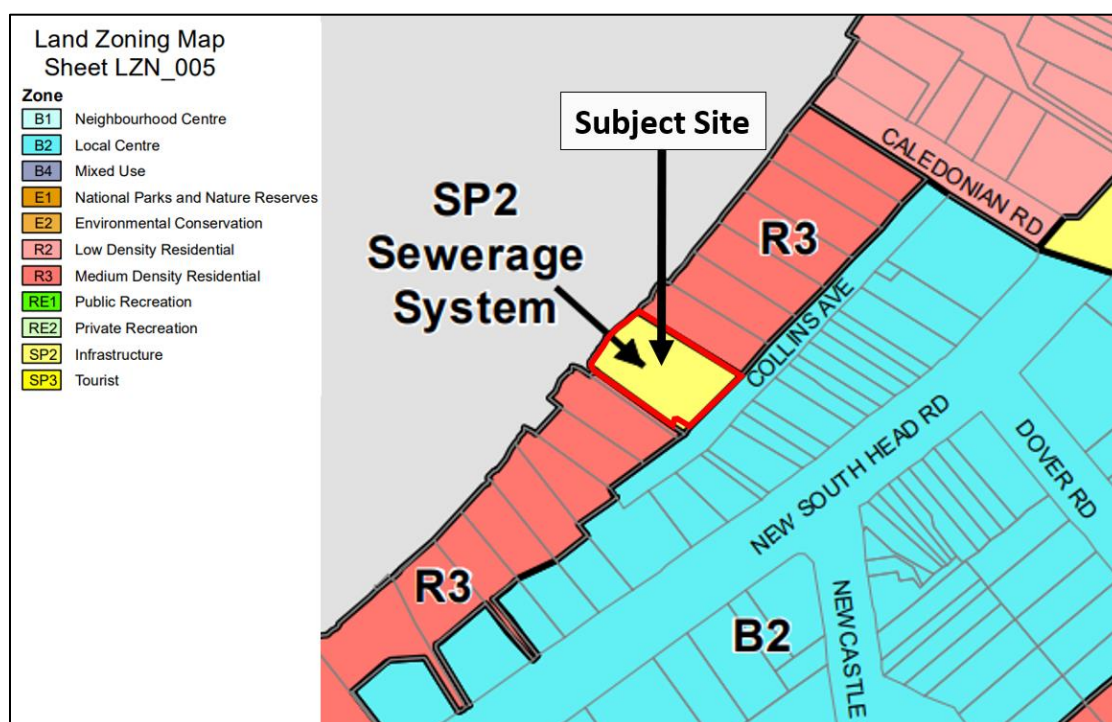 Land Zoning Map
Sheet LZN_005
Zone
B1 Neighbourhood Centre
B2 Local Centre
B4 Mixed Use
E1 National Parks and Nature Reserves
E2 Environmental Conservation
R2 Low Density Residential
R3 Medium Density Residential
RE1 Public Recreation
RE2 Private Recreation
SP2 Infrastructure
SP3 Tourist
Subject Site
SP2
Sewerage
System
R3
CALEDONIAN RD
COLLINS AVE
NEW SOUTH HEAD RD
DOVER RD
R3
B2
NEWCASTLE